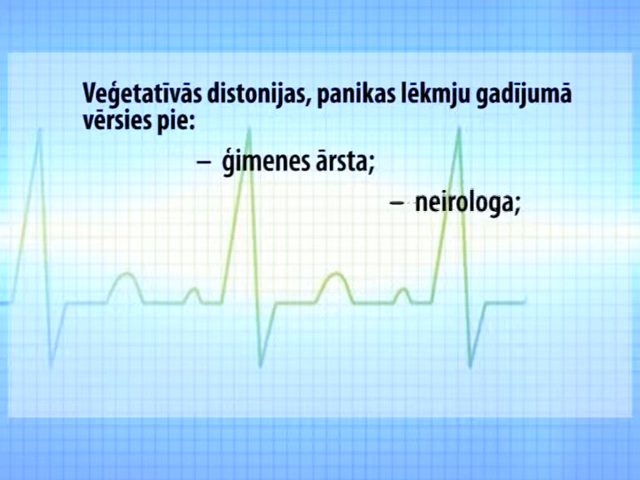 Veģetatīvās distonijas, panikas lēkmju gadījumā
vērsies pie:
– ģimenes ārsta;
– neirologa;